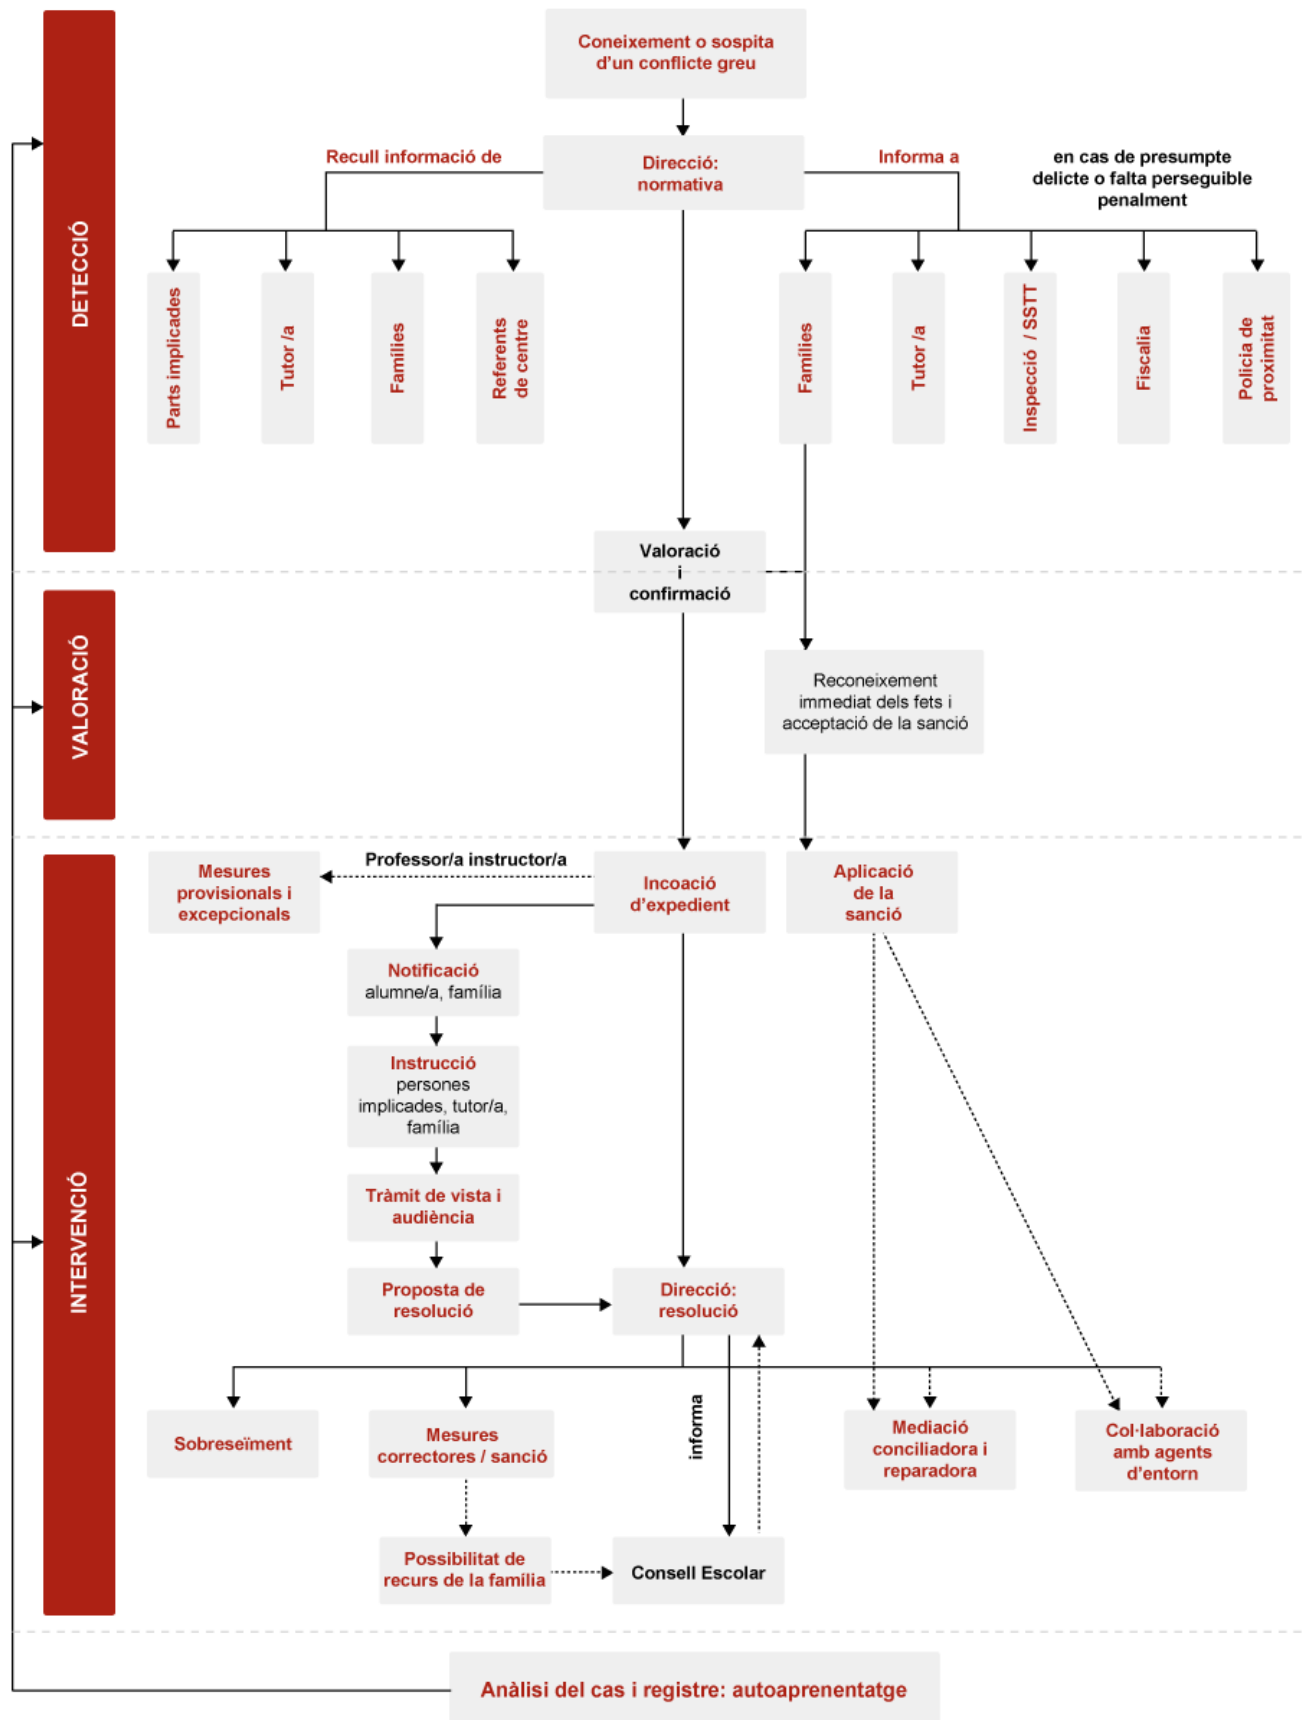 Coneixement o sospita
d'un conflicte greu
DETECCIÓ
Recull informació de
Direcció:
normativa
Informa a
en cas de presumpte
delicte o falta perseguible
penalment
Parts implicades
Tutor /a
Famílies
Referents
de centre
Famílies
Tutor /a
Inspecció / SSTT
Fiscalia
Policia de
proximitat
Valoració
i
confirmació
VALORACIÓ
Reconeixement
immediat dels fets i
acceptació de la sanció
INTERVENCIÓ
Mesures
provisionals i
excepcionals
Professor/a instructor/a
Incoació
d'expedient
Aplicació
de la
sanció
Notificació
alumne/a, família
Instrucció
persones
implicades, tutor/a,
família
Tràmit de vista i
audiència
Proposta de
resolució
Direcció:
resolució
Sobreseïment
Mesures
correctores / sanció
informa
Mediació
conciliadora i
reparadora
Col·laboració
amb agents
d'entorn
Possibilitat de
recurs de la família
Consell Escolar
Anàlisi del cas i registre: autoaprenentatge